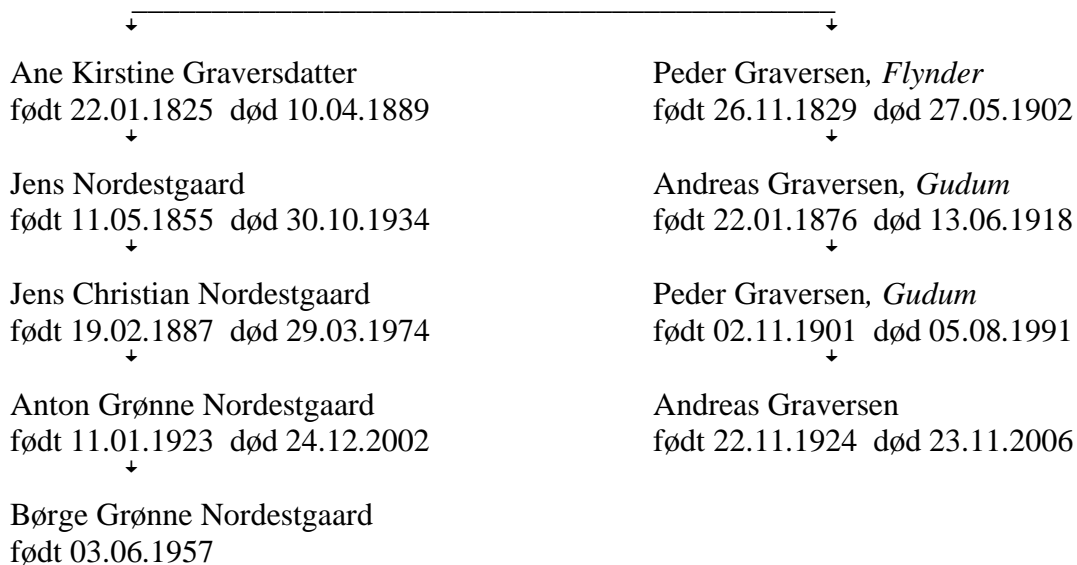 Ane Kirstine Graversdatter
født 22.01.1825 død 10.04.1889
Jens Nordestgaard
født 11.05.1855 død 30.10.1934
Jens Christian Nordestgaard
født 19.02.1887 død 29.03.1974
Anton Grønne Nordestgaard
født 11.01.1923 død 24.12.2002
Børge Grønne Nordestgaard
født 03.06.1957
Peder Graversen, Flynder
født 26.11.1829 død 27.05.1902
Andreas Graversen, Gudum
født 22.01.1876 død 13.06.1918
Peder Graversen, Gudum
født 02.11.1901 død 05.08.1991
Andreas Graversen
født 22.11.1924 død 23.11.2006